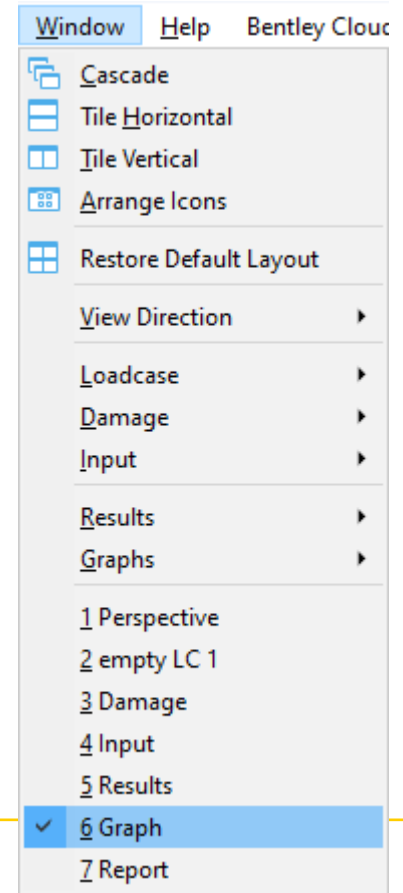 Window Help Bentley Clou
Cascade
Tile Horizontal
Tile Vertical
Arrange Icons
Restore Default Layout
View Direction
Loadcase
Damage
Input
Results
Graphs
1 Perspective
2 empty LC 1
3 Damage
4 Input
5 Results
6 Graph
7 Report